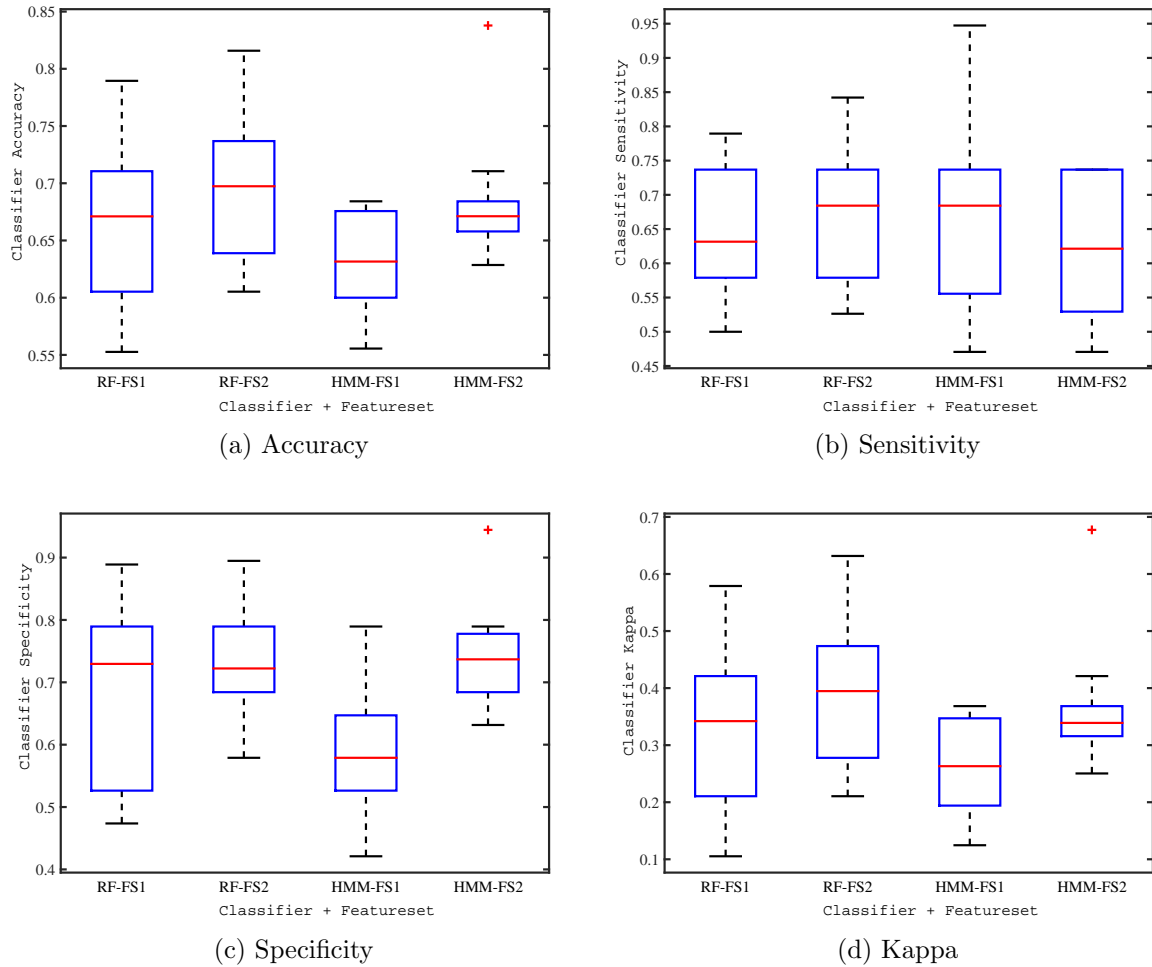 0.85
0.8
0.75
0.7
0.65
0.6
0.55
Classifier Accuracy
RF-FS1 RF-FS2 HMM-FS1 HMM-FS2
Classifier + Featureset
(a) Accuracy
0.95
0.9
0.85
0.8
0.75
0.7
0.65
0.6
0.55
0.5
0.45
Classifier Sensitivity
RF-FS1 RF-FS2 HMM-FS1 HMM-FS2
Classifier + Featureset
(b) Sensitivity
0.9
0.8
0.7
0.6
0.5
0.4
Classifier Specificity
RF-FS1 RF-FS2 HMM-FS1 HMM-FS2
Classifier + Featureset
(c) Specificity
0.7
0.6
0.5
0.4
0.3
0.2
0.1
Classifier Kappa
RF-FS1 RF-FS2 HMM-FS1 HMM-FS2
Classifier + Featureset
(d) Kappa